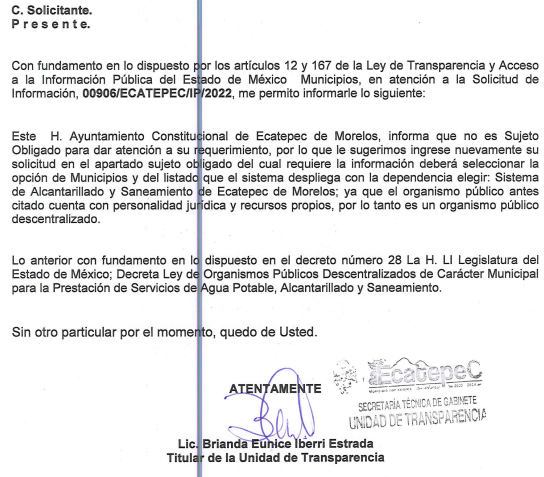 C. Solicitante.
P r e s e n t e.
Con fundamento en lo dispuesto por los artículos 12 y 167 de la Ley de Transparencia y Acceso
a la Información Pública del Estado de México Municipios, en atención a la Solicitud de
Información, 00906/ECATEPEC/IP/2022, me permito informarle lo siguiente:
Este H. Ayuntamiento Constitucional de Ecatepec de Morelos, informa que no es Sujeto
Obligado para dar atención a su requerimiento, por lo que le sugerimos ingrese nuevamente su
solicitud en el apartado sujeto obligado del cual requiere la información deberá seleccionar la
opción de Municipios y del listado que el sistema despliega con la dependencia elegir: Sistema
de Alcantarillado y Saneamiento de Ecatepec de Morelos; ya que el organismo público antes
citado cuenta con personalidad jurídica y recursos propios, por lo tanto es un organismo público
descentralizado.
Lo anterior con fundamento en lo dispuesto en el decreto número 28 La H. LI Legislatura del
Estado de México; Decreta Ley de Organismos Públicos Descentralizados de Carácter Municipal
para la Prestación de Servicios de Agua Potable, Alcantarillado y Saneamiento.
Sin otro particular por el momento, quedo de Usted.
EcatepeC
ATENTAMENTE
SECRETARÍA TÉCNICA DE GABINETE
UNIDAD DE TRANSPARENCIA
Lic. Brianda Eunice Iberri Estrada
Titular de la Unidad de Transparencia